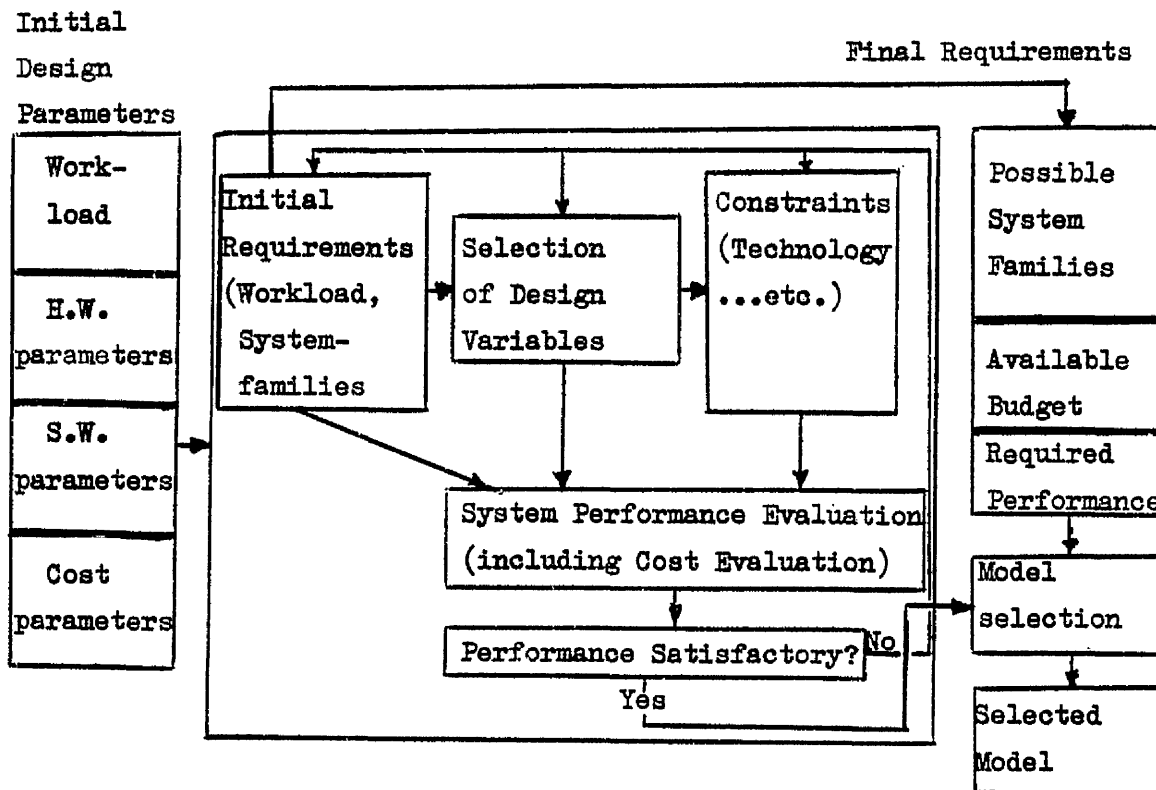 Initial
Design
Parameters
Work-
load
H.W.
parameters
S.W.
parameters
Cost
parameters
Final Requirements
Initial
Requirements
(Workload,
System-
families
Selection
of Design
Variables
Constraints
(Technology
...etc.)
System Performance Evaluation
(including Cost Evaluation)
Performance Satisfactory?
No
Yes
Possible
System
Families
Available
Budget
Required
Performance
Model
selection
Selected
Model